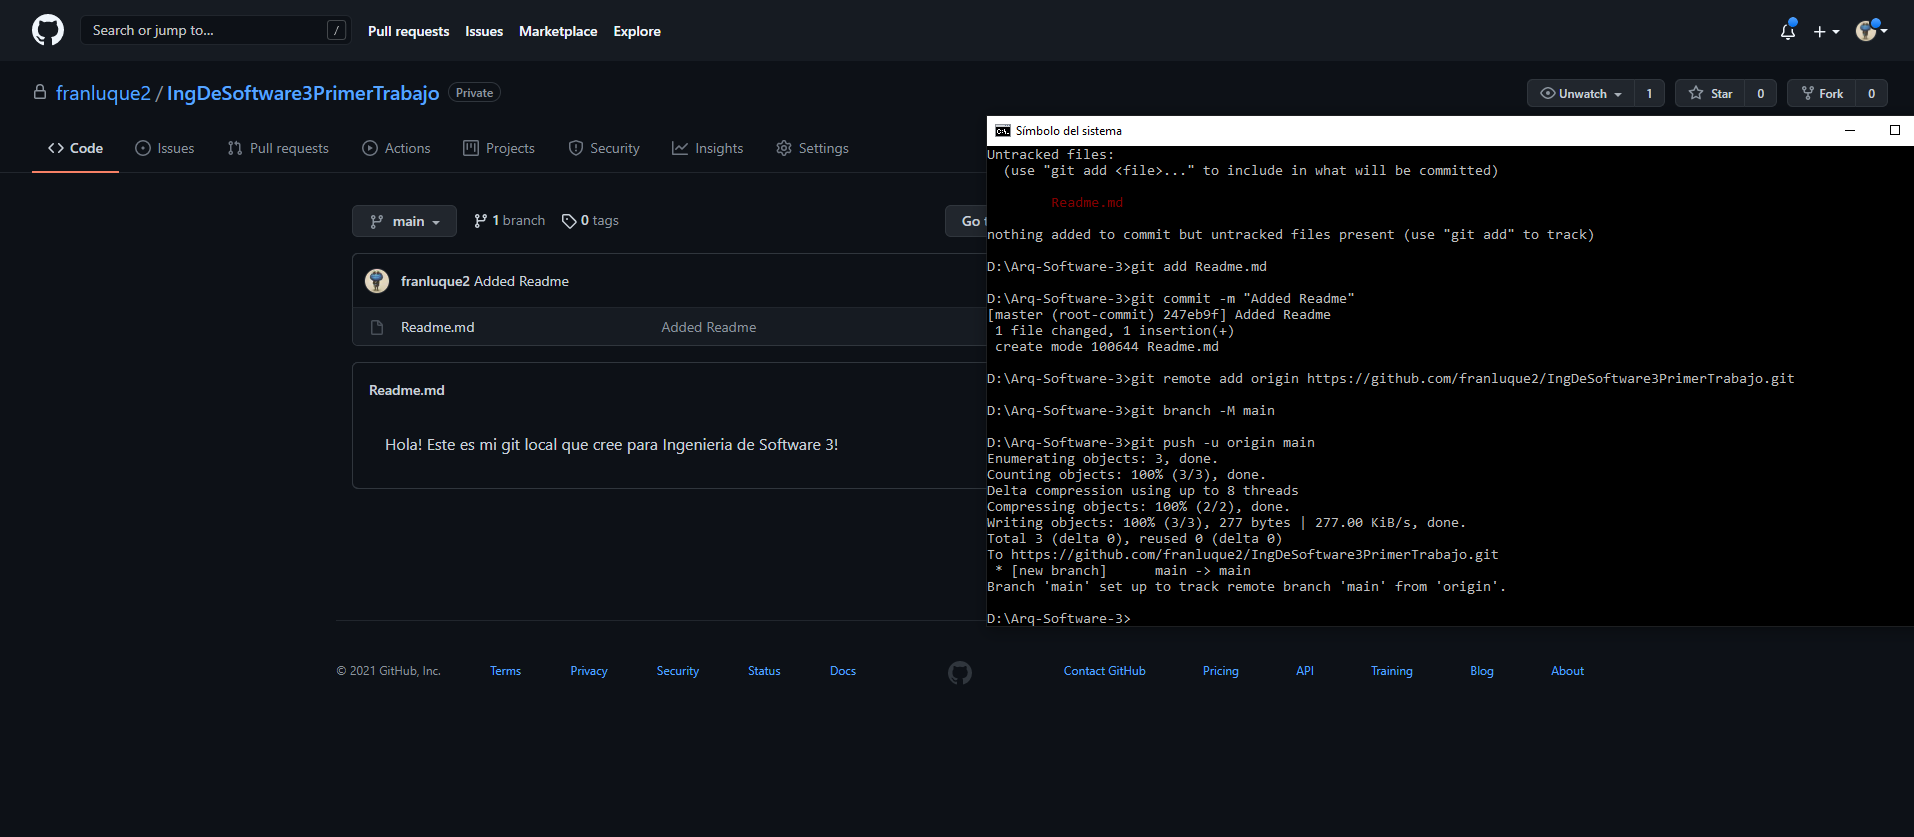 Search or jump to...
/
Pull requests
Issues
Marketplace
Explore
franluque2 / IngDeSoftware3PrimerTrabajo
Private
Unwatch
1
Star
0
Fork
0
Code
Issues
Pull requests
Actions
Projects
Security
Insights
Settings
main
1 branch
0 tags
Go t
franluque2 Added Readme
Readme.md
Added Readme
Readme.md
Hola! Este es mi git local que cree para Ingenieria de Software 3!
C:\.
Símbolo del sistema
Untracked files:
(use "git add <file>..." to include in what will be committed)
Readme.md
nothing added to commit but untracked files present (use "git add" to track)
D:\Arq-Software-3>git add Readme.md
D:\Arq-Software-3>git commit -m "Added Readme"
[master (root-commit) 247eb9f] Added Readme
1 file changed, 1 insertion(+)
create mode 100644 Readme.md
D:\Arq-Software-3>git remote add origin https://github.com/franluque2/IngDeSoftware3PrimerTrabajo.git
D:\Arq-Software-3>git branch -M main
D:\Arq-Software-3>git push -u origin main
Enumerating objects: 3, done.
Counting objects: 100% (3/3), done.
Delta compression using up to 8 threads
Compressing objects: 100% (2/2), done.
Writing objects: 100% (3/3), 277 bytes | 277.00 KiB/s, done.
Total 3 (delta 0), reused 0 (delta 0)
To https://github.com/franluque2/IngDeSoftware3PrimerTrabajo.git
* [new branch]      main -> main
Branch 'main' set up to track remote branch 'main' from 'origin'.
D:\Arq-Software-3>
© 2021 GitHub, Inc.
Terms
Privacy
Security
Status
Docs
Contact GitHub
Pricing
API
Training
Blog
About